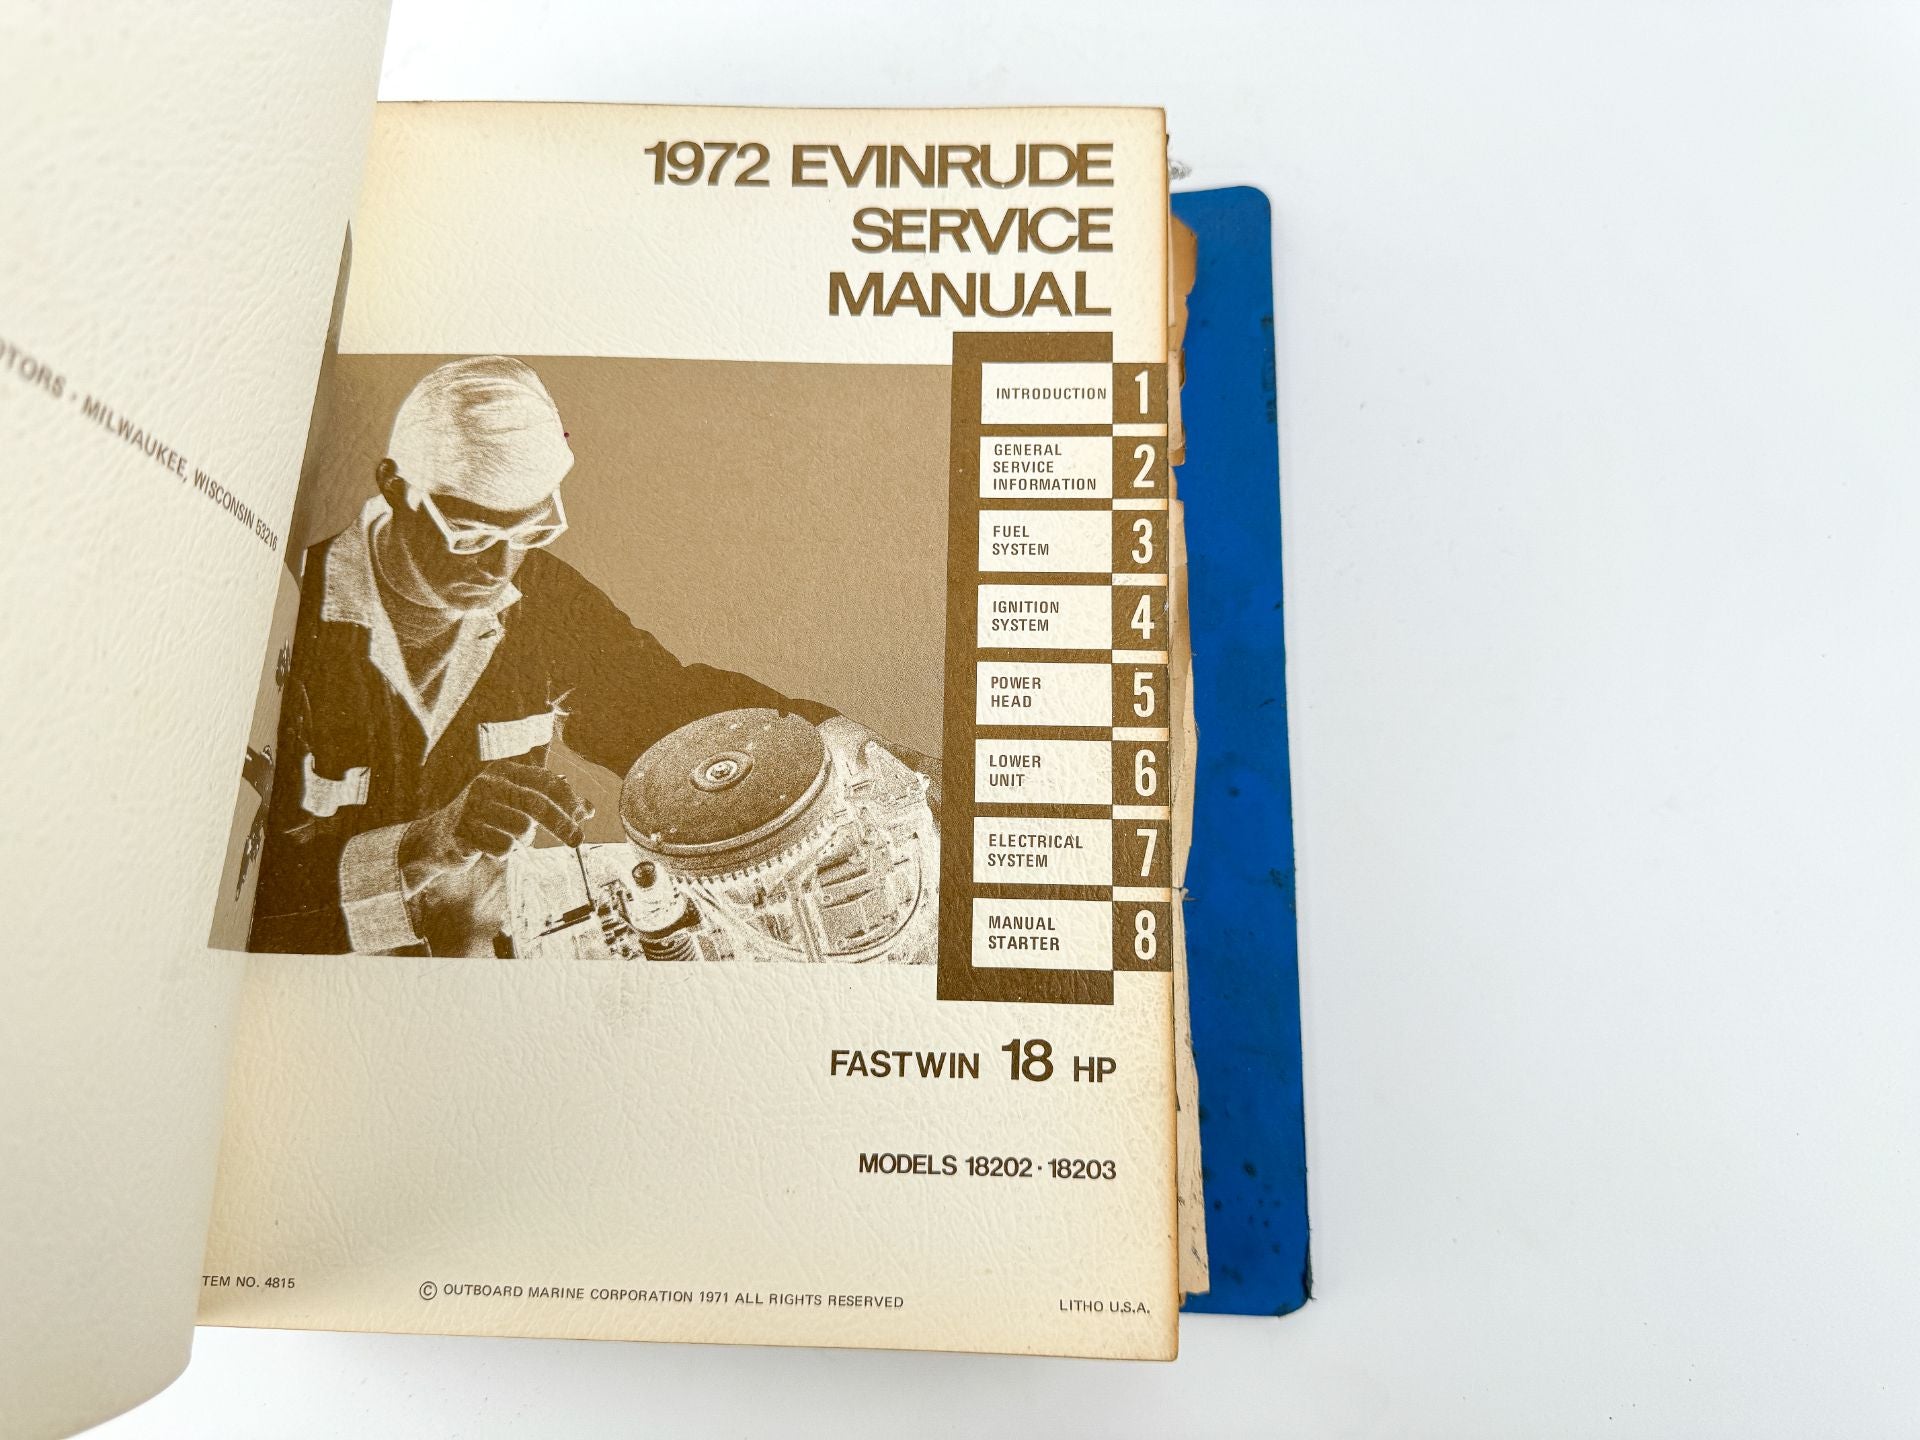 MILWAUKEE, WISCONSIN 53216
1972 EVINRUDE
SERVICE
MANUAL
INTRODUCTION 1
GENERAL
SERVICE
INFORMATION 2
FUEL
SYSTEM 3
IGNITION
SYSTEM 4
POWER
HEAD 5
LOWER
UNIT 6
ELECTRICAL
SYSTEM 7
MANUAL
STARTER 8
FASTWIN 18 HP
MODELS 18202 · 18203
TEM NO. 4815
© OUTBOARD MARINE CORPORATION 1971 ALL RIGHTS RESERVED
LITHO U.S.A.